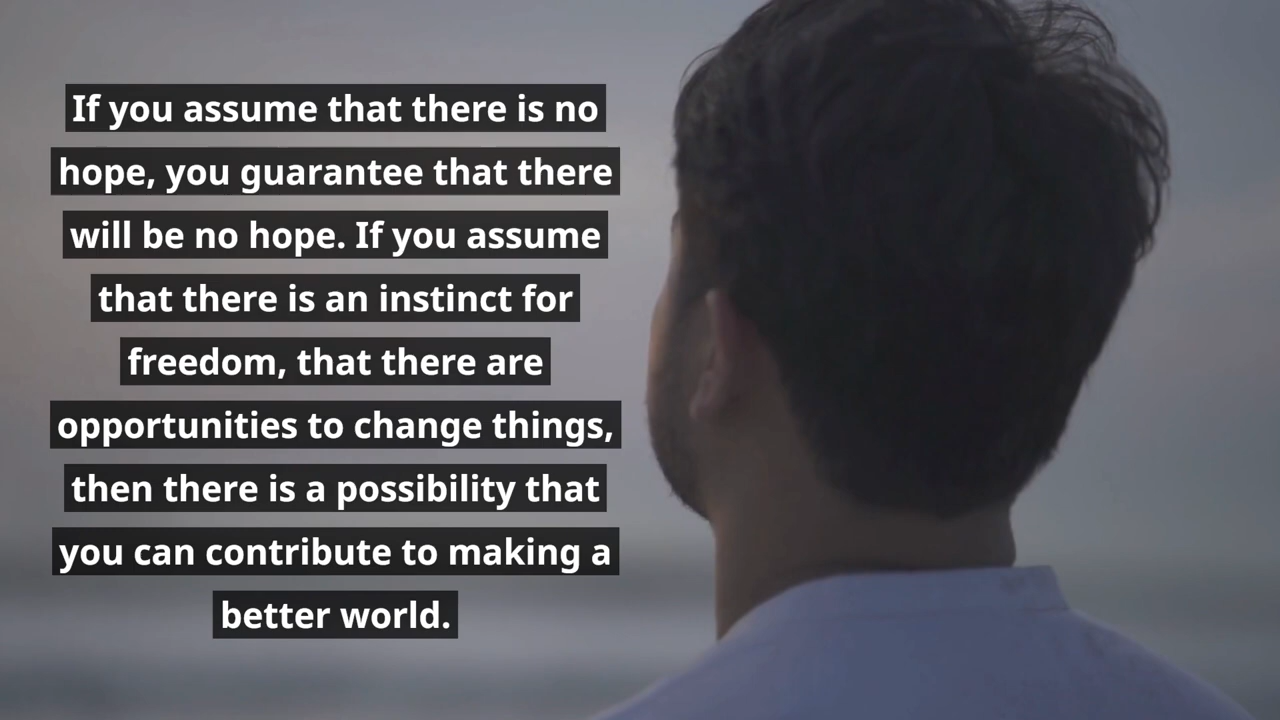 If you assume that there is no
hope, you guarantee that there
will be no hope. If you assume
that there is an instinct for
freedom, that there are
opportunities to change things,
then there is a possibility that
you can contribute to making a
better world.